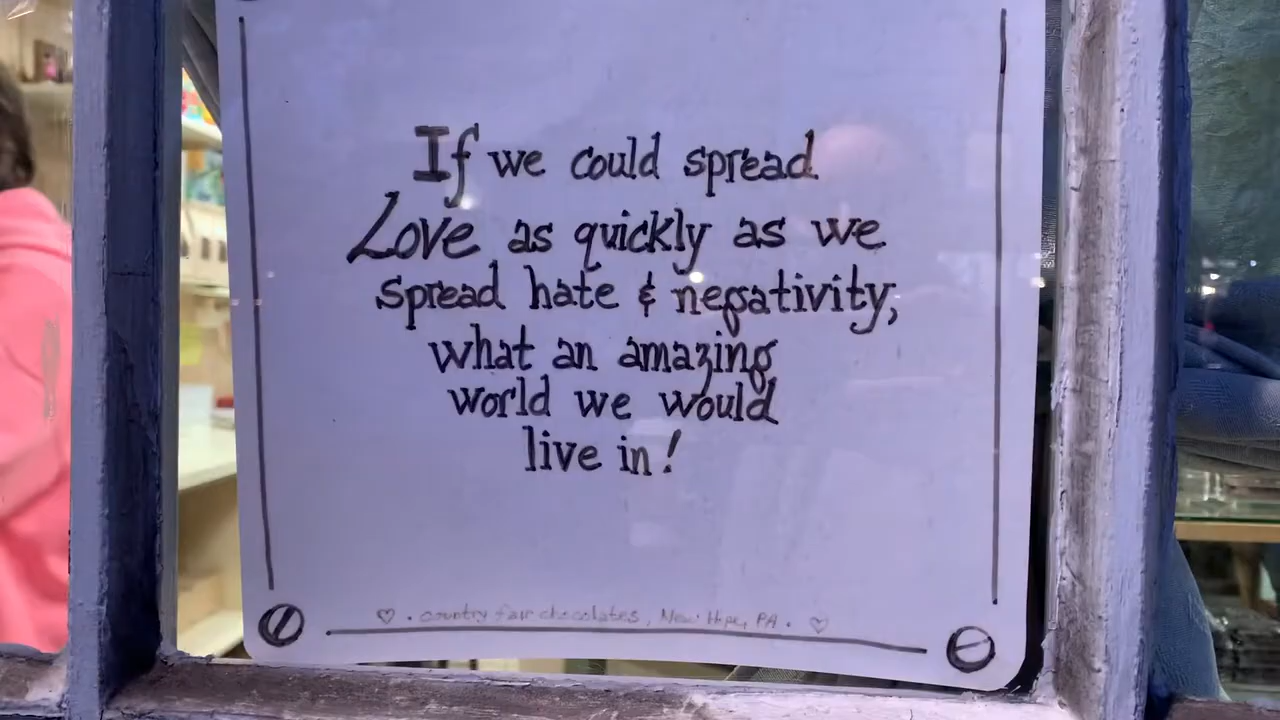 If we could spread
Love as quickly as we
spread hate & negativity,
what an amazing
world we would
live in!
♡ . country fair chocolates, New Hope, PA . ♡